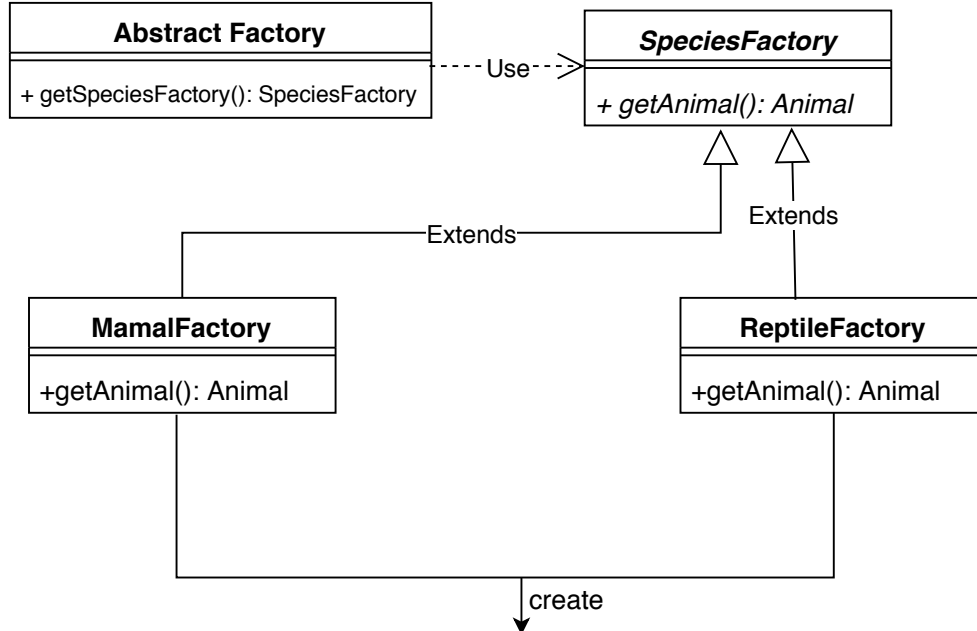 Abstract Factory
+ getSpeciesFactory(): SpeciesFactory
Use
SpeciesFactory
+ getAnimal(): Animal
Extends
Extends
MamalFactory
+getAnimal(): Animal
ReptileFactory
+getAnimal(): Animal
create